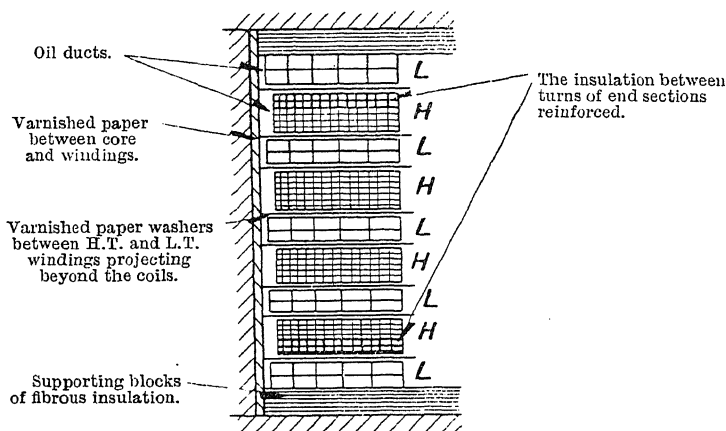 Oil ducts.
Varnished paper
between core
and windings.
Varnished paper washers
between H.T. and L.T.
windings projecting
beyond the coils.
Supporting blocks
of fibrous insulation.
L
H
L
H
L
H
L
H
L
The insulation between
turns of end sections
reinforced.